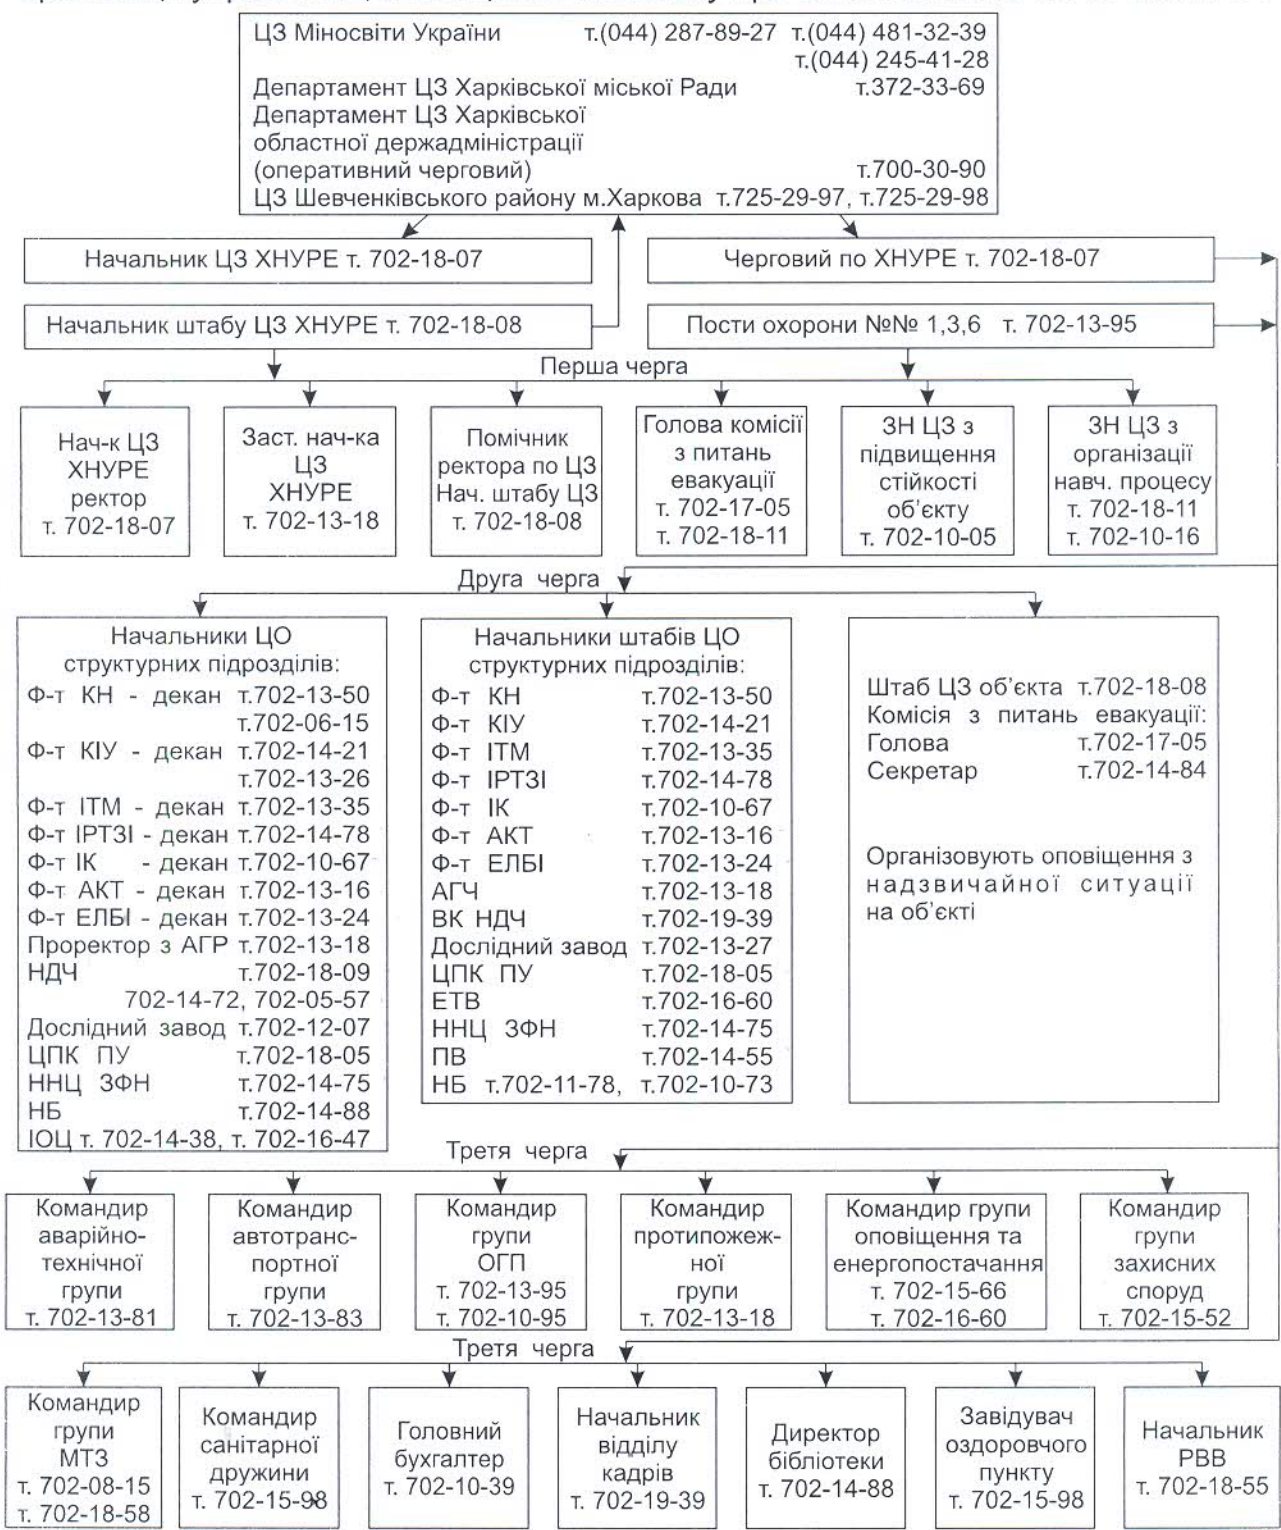 ЦЗ Міносвіти України т.(044) 287-89-27 т.(044) 481-32-39
т.(044) 245-41-28
Департамент ЦЗ Харківської міської Ради т.372-33-69
Департамент ЦЗ Харківської
обласної держадміністрації
(оперативний черговий) т.700-30-90
ЦЗ Шевченківського району м.Харкова т.725-29-97, т.725-29-98
Начальник ЦЗ ХНУРЕ т. 702-18-07
Черговий по ХНУРЕ т. 702-18-07
Начальник штабу ЦЗ ХНУРЕ т. 702-18-08
Пости охорони №№ 1,3,6 т. 702-13-95
Перша черга
Нач-к ЦЗ
ХНУРЕ
ректор
т. 702-18-07
Заст. нач-ка
ЦЗ
ХНУРЕ
т. 702-13-18
Помічник
ректора по ЦЗ
Нач. штабу ЦЗ
т. 702-18-08
Голова комісії
з питань
евакуації
т. 702-17-05
т. 702-18-11
ЗН ЦЗ з
підвищення
стійкості
об'єкту
т. 702-10-05
ЗН ЦЗ з
організації
навч. процесу
т. 702-18-11
т. 702-10-16
Друга черга
Начальники ЦО
структурних підрозділів:
Ф-т КН - декан т.702-13-50
т.702-06-15
Ф-т КІУ - декан т.702-14-21
т.702-13-26
Ф-т ІТМ - декан т.702-13-35
Ф-т ІРТЗІ - декан т.702-14-78
Ф-т ІК - декан т.702-10-67
Ф-т АКТ - декан т.702-13-16
Ф-т ЕЛБІ - декан т.702-13-24
Проректор з АГР т.702-13-18
НДЧ т.702-18-09
702-14-72, 702-05-57
Дослідний завод т.702-12-07
ЦПК ПУ т.702-18-05
ННЦ ЗФН т.702-14-75
НБ т.702-14-88
ІОЦ т. 702-14-38, т. 702-16-47
Начальники штабів ЦО
структурних підрозділів:
Ф-т КН т.702-13-50
Ф-т КІУ т.702-14-21
Ф-т ІТМ т.702-13-35
Ф-т ІРТЗІ т.702-14-78
Ф-т ІК т.702-10-67
Ф-т АКТ т.702-13-16
Ф-т ЕЛБІ т.702-13-24
АГЧ т.702-13-18
ВК НДЧ т.702-19-39
Дослідний завод т.702-13-27
ЦПК ПУ т.702-18-05
ЕТВ т.702-16-60
ННЦ ЗФН т.702-14-75
ПВ т.702-14-55
НБ т.702-11-78, т.702-10-73
Штаб ЦЗ об'єкта т.702-18-08
Комісія з питань евакуації:
Голова т.702-17-05
Секретар т.702-14-84
Організовують оповіщення з
надзвичайної ситуації
на об'єкті
Третя черга
Командир
аварійно-
технічної
групи
т. 702-13-81
Командир
автотранс-
портної
групи
т. 702-13-83
Командир
групи
ОГП
т. 702-13-95
т. 702-10-95
Командир
протипожеж-
ної
групи
т. 702-13-18
Командир групи
оповіщення та
енергопостачання
т. 702-15-66
т. 702-16-60
Командир
групи
захисних
споруд
т. 702-15-52
Третя черга
Командир
групи
МТЗ
т. 702-08-15
т. 702-18-58
Командир
санітарної
дружини
т. 702-15-98
Головний
бухгалтер
т. 702-10-39
Начальник
відділу
кадрів
т. 702-19-39
Директор
бібліотеки
т. 702-14-88
Завідувач
оздоровчого
пункту
т. 702-15-98
Начальник
РВВ
т. 702-18-55